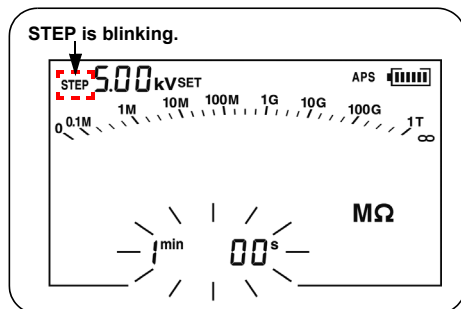 STEP is blinking.
STEP 5.00 kV SET APS
0 0.1M 1M 10M 100M 1G 10G 100G 1T ∞
MΩ
1 min 00 s